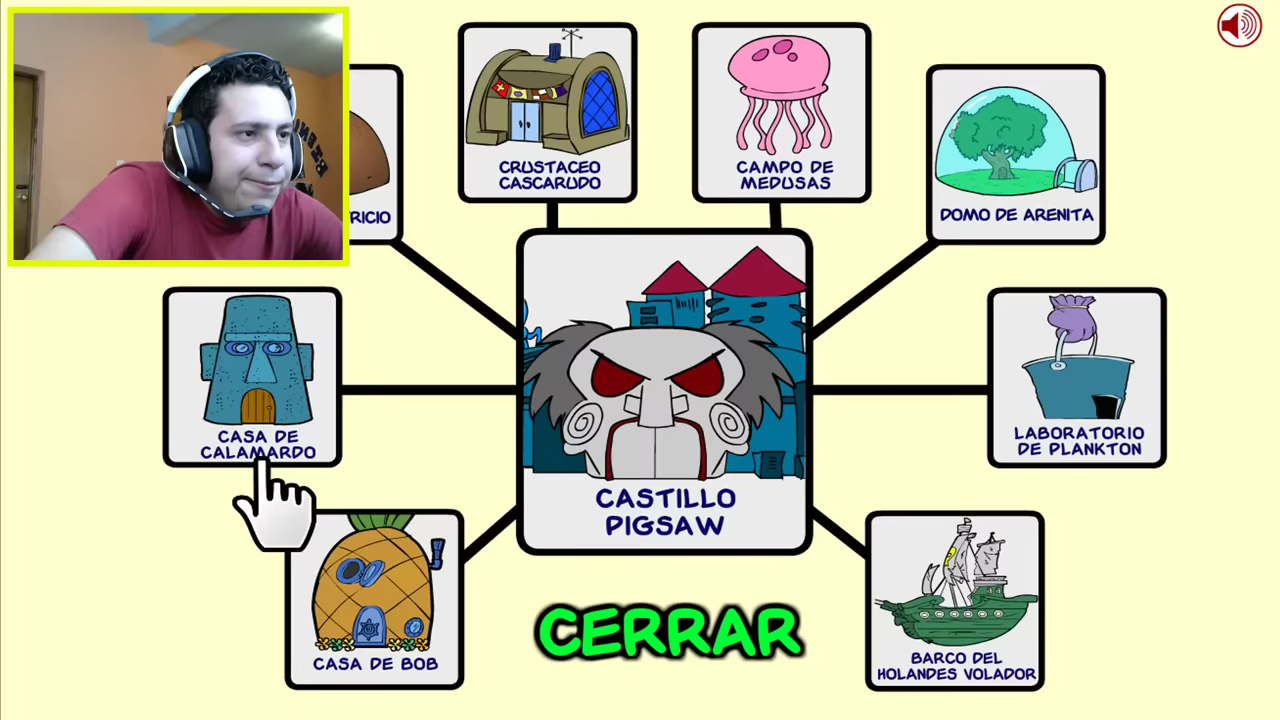 CRUSTACEO
CASCARUDO
CAMPO DE
MEDUSAS
RICIO
DOMO DE ARENITA
CASA DE
CALAMARDO
CASTILLO
PIGSAW
LABORATORIO
DE PLANKTON
CASA DE BOB
CERRAR
BARCO DEL
HOLANDES VOLADOR